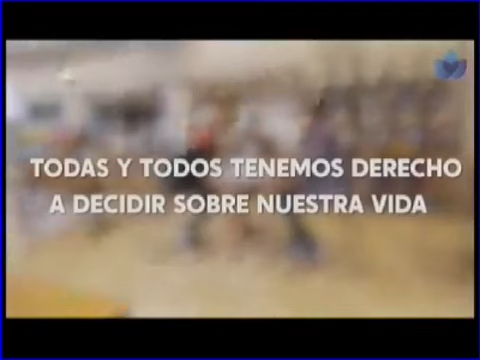 TODAS Y TODOS TENEMOS DERECHO
A DECIDIR SOBRE NUESTRA VIDA